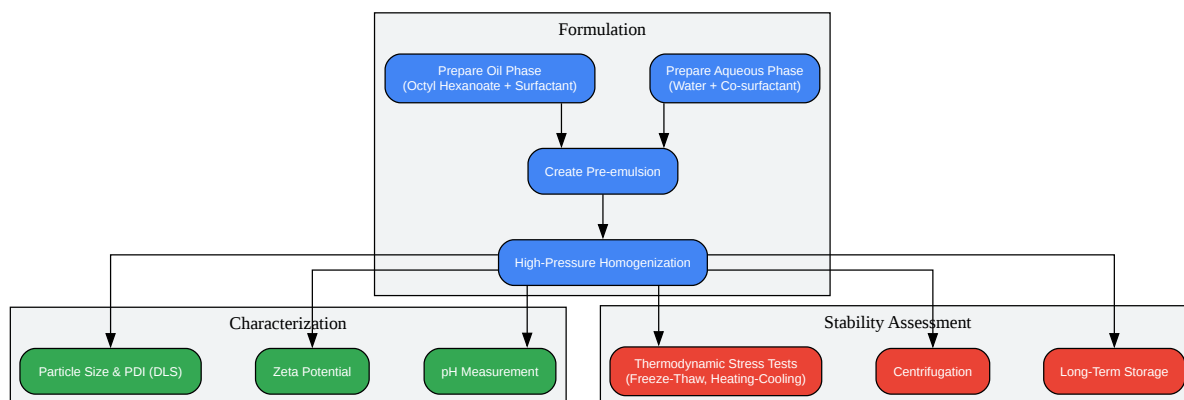 Formulation
Prepare Oil Phase
(Octyl Hexanoate + Surfactant)
Prepare Aqueous Phase
(Water + Co-surfactant)
Create Pre-emulsion
High-Pressure Homogenization
Characterization
Particle Size & PDI (DLS)
Zeta Potential
pH Measurement
Stability Assessment
Thermodynamic Stress Tests
(Freeze-Thaw, Heating-Cooling)
Centrifugation
Long-Term Storage